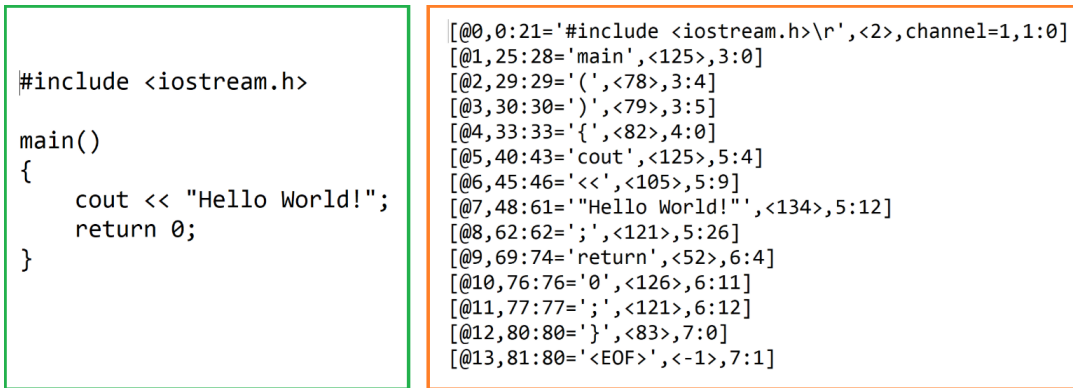 #include <iostream.h>
main()
{
cout << "Hello World!";
return 0;
}
[@0,0:21='#include <iostream.h>\r',<2>,channel=1,1:0]
[@1,25:28='main',<125>,3:0]
[@2,29:29='(',<78>,3:4]
[@3,30:30=')',<79>,3:5]
[@4,33:33='{',<82>,4:0]
[@5,40:43='cout',<125>,5:4]
[@6,45:46='<<',<105>,5:9]
[@7,48:61='"Hello World!"',<134>,5:12]
[@8,62:62=';',<121>,5:26]
[@9,69:74='return',<52>,6:4]
[@10,76:76='0',<126>,6:11]
[@11,77:77=';',<121>,6:12]
[@12,80:80='}',<83>,7:0]
[@13,81:80='<EOF>',<-1>,7:1]